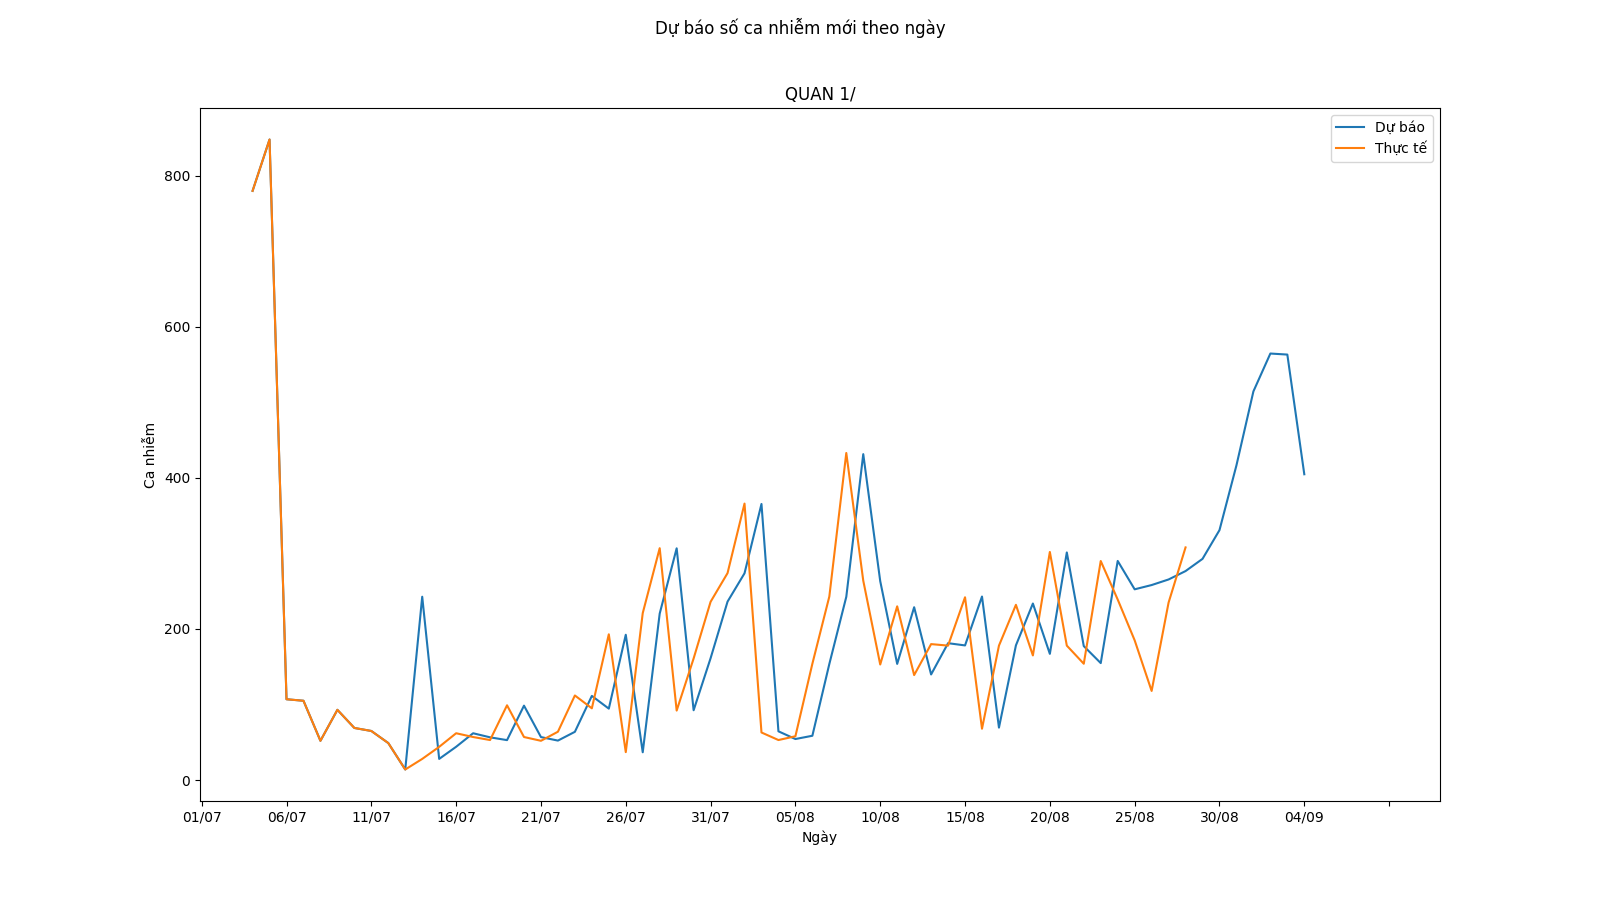 Dự báo số ca nhiễm mới theo ngày
QUAN 1/
Dự báo
Thực tế
800
600
400
200
0
Ca nhiễm
01/07 06/07 11/07 16/07 21/07 26/07 31/07 05/08 10/08 15/08 20/08 25/08 30/08 04/09
Ngày